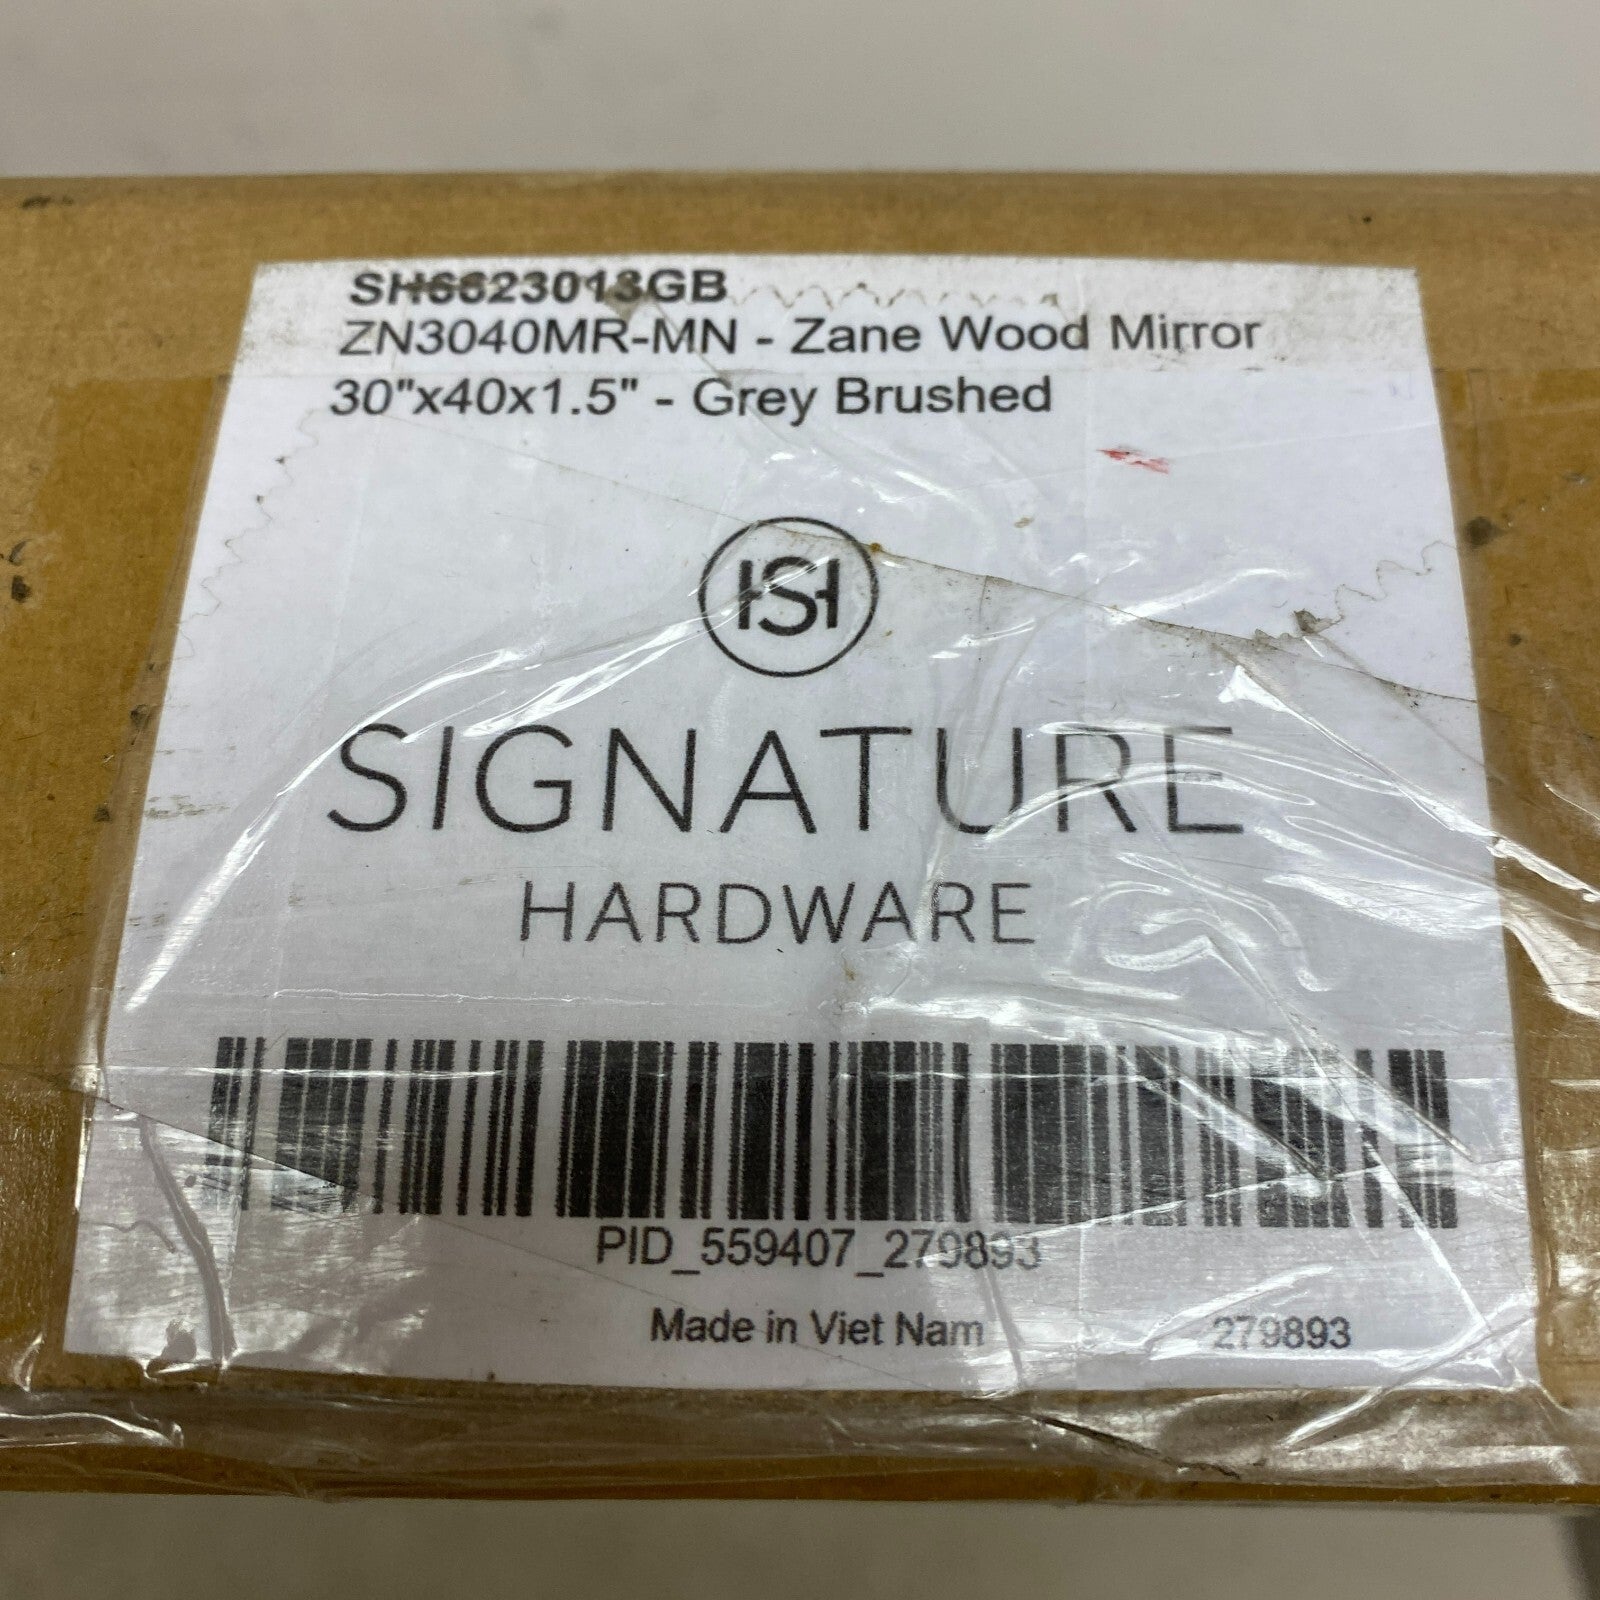 SH6623013GB
ZN3040MR-MN - Zane Wood Mirror
30"x40x1.5" - Grey Brushed
HSH
SIGNATURE
HARDWARE
PID_559407_279893
Made in Viet Nam 279893